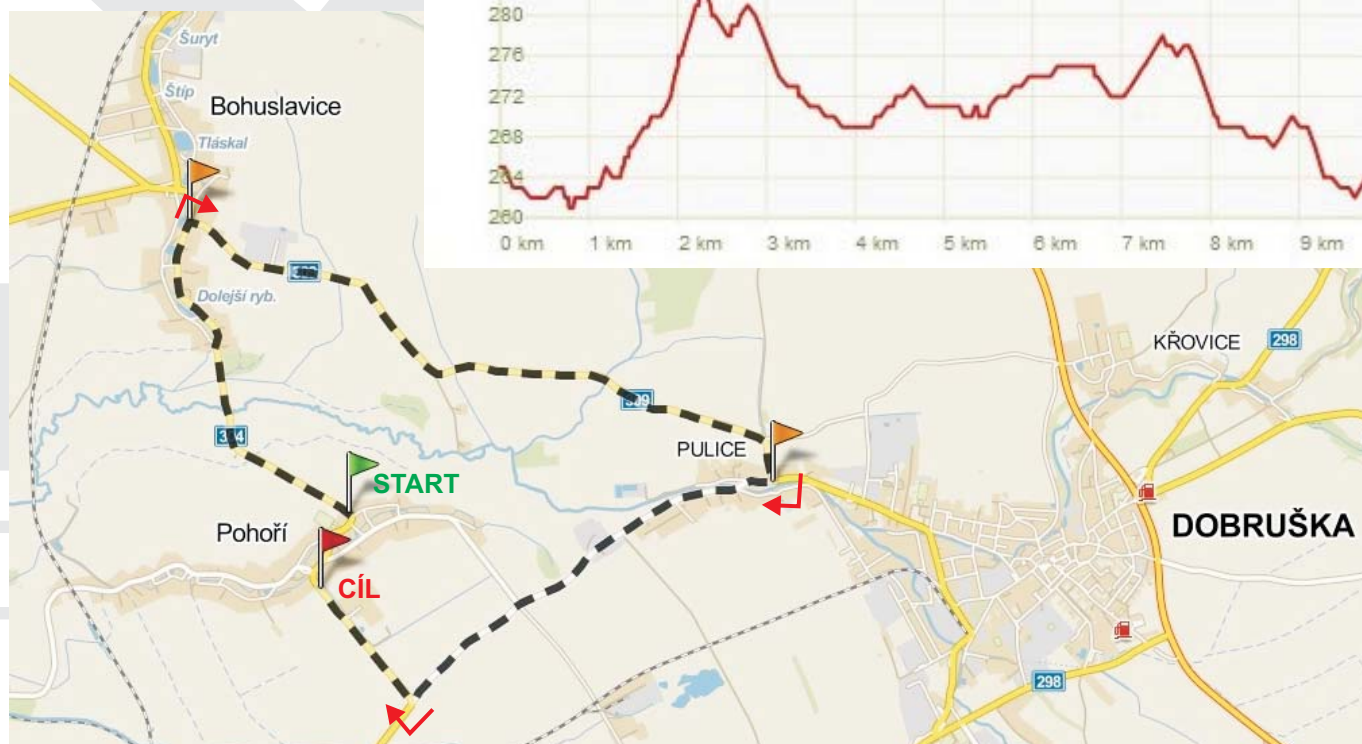 280
276
272
268
264
260
0 km 1 km 2 km 3 km 4 km 5 km 6 km 7 km 8 km 9 km
Šuryt
Štíp
Bohuslavice
Tláskal
Dolejší ryb.
KŘOVICE
298
PULICE
START
Pohoří
CÍL
DOBRUŠKA
298